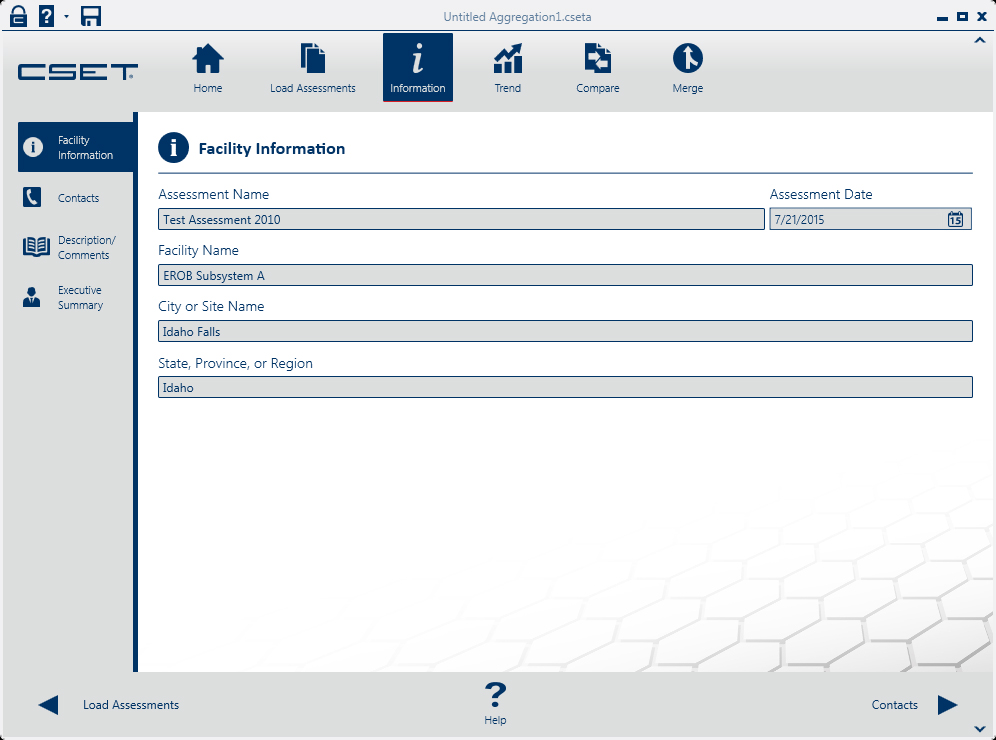 Untitled Aggregation1.cseta
CSET
Home
Load Assessments
Information
Trend
Compare
Merge
Facility
Information
Contacts
Description/
Comments
Executive
Summary
Facility Information
Assessment Name
Assessment Date
Test Assessment 2010
7/21/2015
15
Facility Name
EROB Subsystem A
City or Site Name
Idaho Falls
State, Province, or Region
Idaho
Load Assessments
Help
Contacts